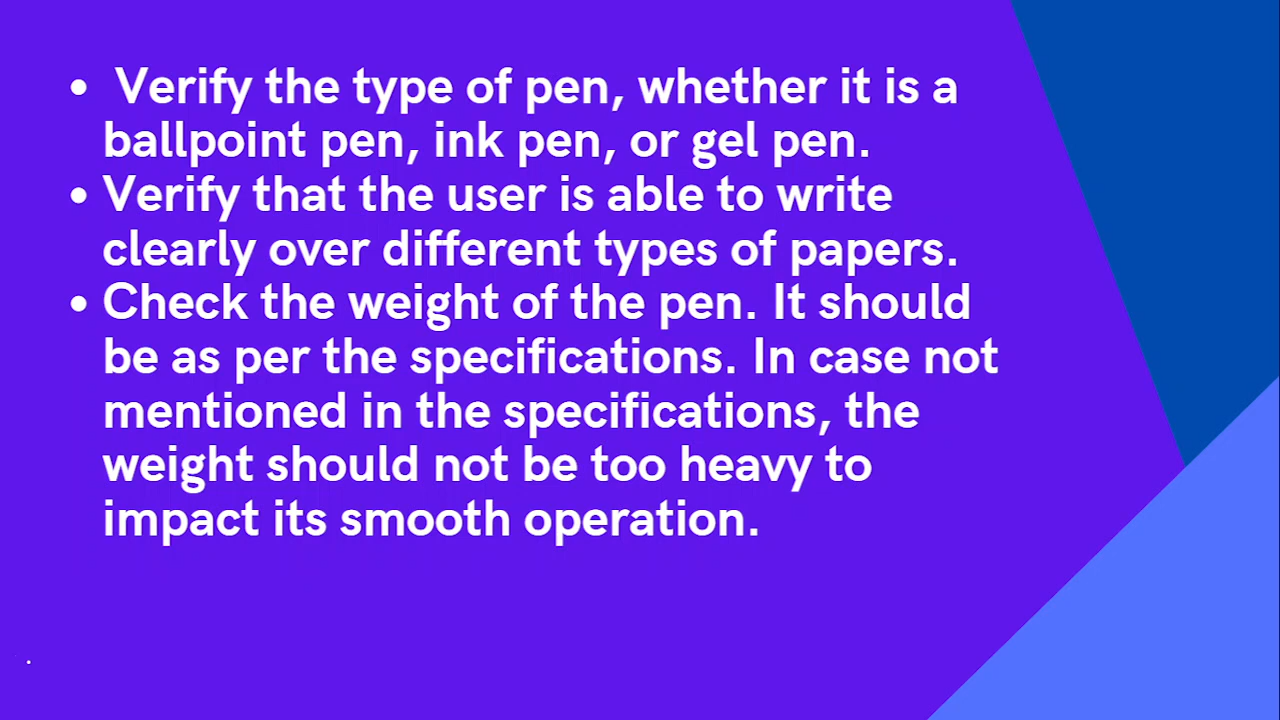 • Verify the type of pen, whether it is a
ballpoint pen, ink pen, or gel pen.
• Verify that the user is able to write
clearly over different types of papers.
• Check the weight of the pen. It should
be as per the specifications. In case not
mentioned in the specifications, the
weight should not be too heavy to
impact its smooth operation.
.